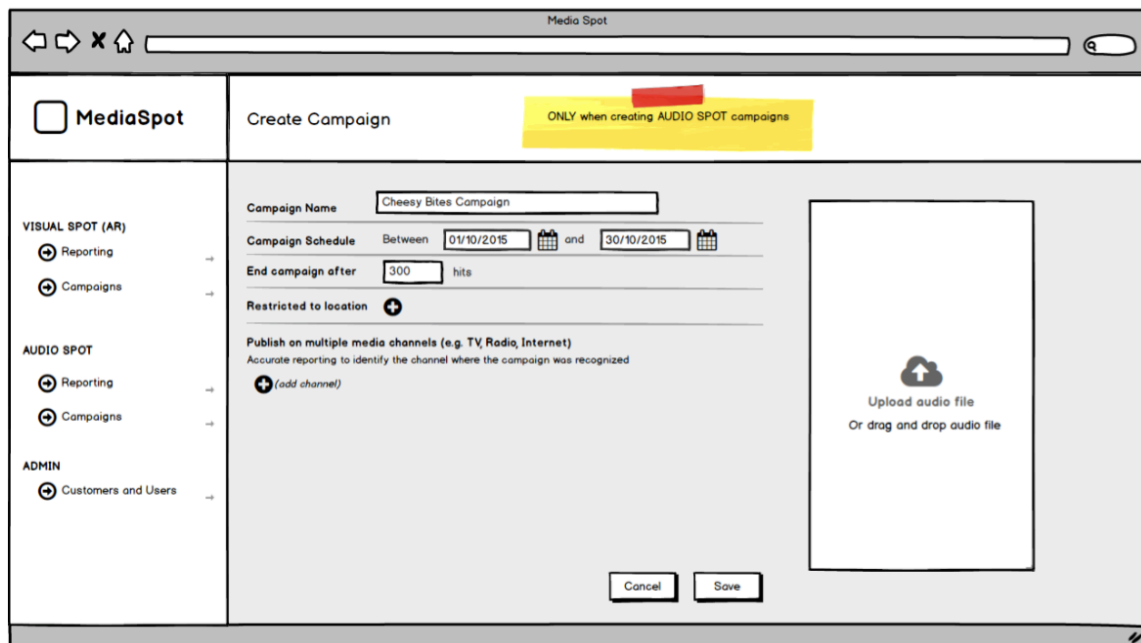 Media Spot
MediaSpot
Create Campaign
ONLY when creating AUDIO SPOT campaigns
VISUAL SPOT (AR)
Reporting
Campaigns
AUDIO SPOT
Reporting
Campaigns
ADMIN
Customers and Users
Campaign Name Cheesy Bites Campaign
Campaign Schedule Between 01/10/2015 and 30/10/2015
End campaign after 300 hits
Restricted to location
Publish on multiple media channels (e.g. TV, Radio, Internet)
Accurate reporting to identify the channel where the campaign was recognized
(add channel)
Upload audio file
Or drag and drop audio file
Cancel Save